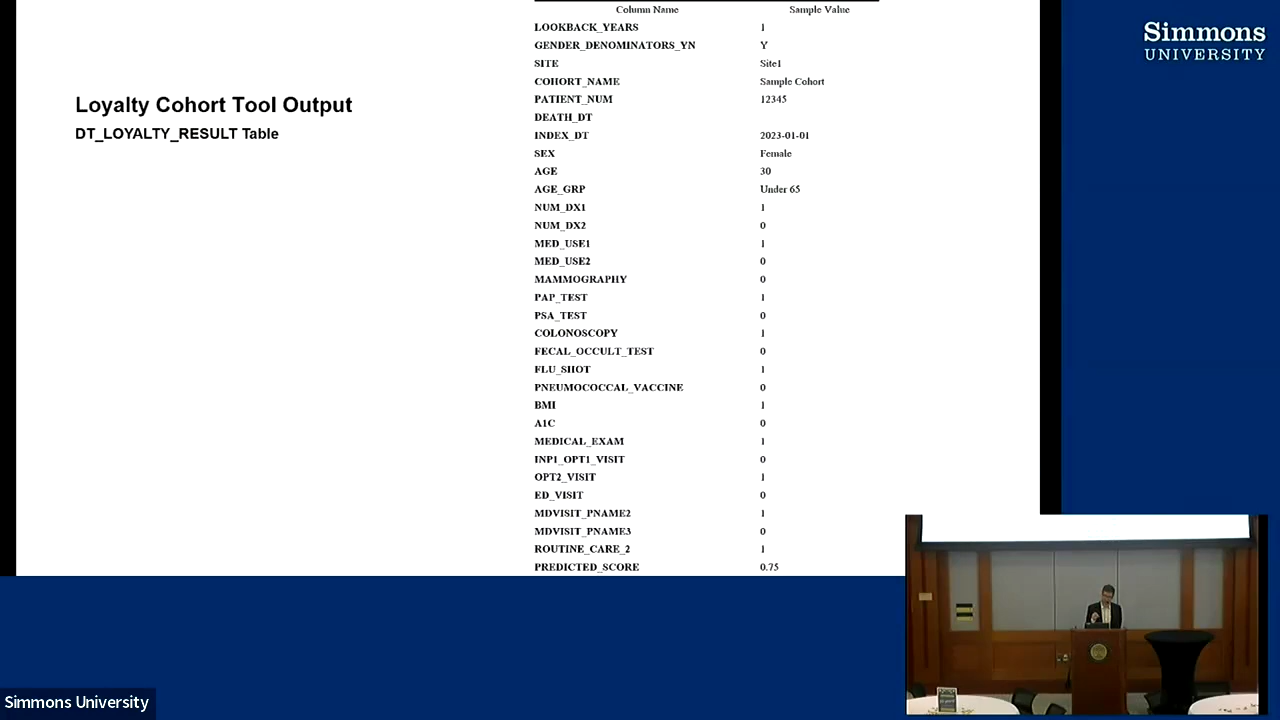 Column Name Sample Value
LOOKBACK_YEARS 1
GENDER_DENOMINATORS_YN Y
SITE Site1
COHORT_NAME Sample Cohort
PATIENT_NUM 12345
DEATH_DT
INDEX_DT 2023-01-01
SEX Female
AGE 30
AGE_GRP Under 65
NUM_DX1 1
NUM_DX2 0
MED_USE1 1
MED_USE2 0
MAMMOGRAPHY 0
PAP_TEST 1
PSA_TEST 0
COLONOSCOPY 1
FECAL_OCCULT_TEST 0
FLU_SHOT 1
PNEUMOCOCCAL_VACCINE 0
BMI 1
A1C 0
MEDICAL_EXAM 1
INP1_OPT1_VISIT 0
OPT2_VISIT 1
ED_VISIT 0
MDVISIT_PNAME2 1
MDVISIT_PNAME3 0
ROUTINE_CARE_2 1
PREDICTED_SCORE 0.75
Loyalty Cohort Tool Output
DT_LOYALTY_RESULT Table
Simmons
UNIVERSITY
Simmons University